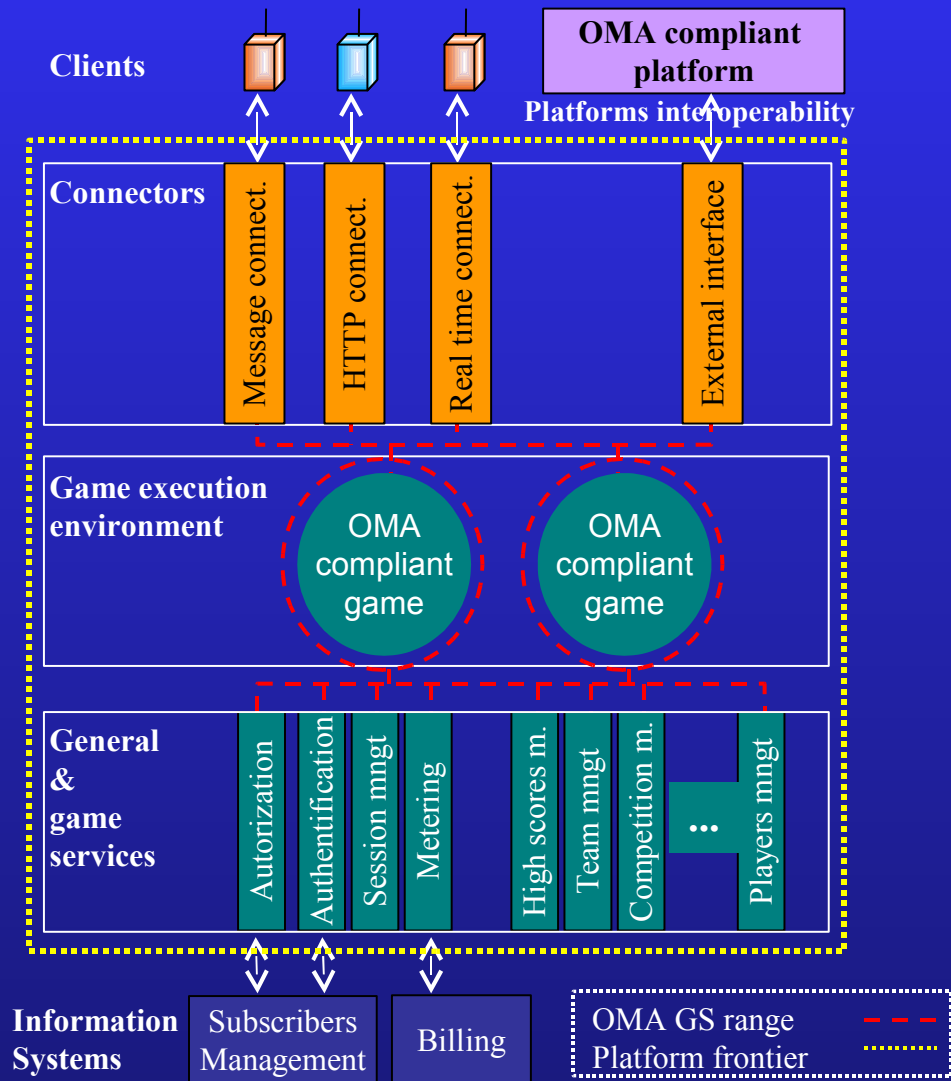 Clients
OMA compliant
platform
Platforms interoperability
Connectors
Message connect.
HTTP connect.
Real time connect.
External interface
Game execution
environment
OMA
compliant
game
OMA
compliant
game
General
&
game
services
Autorization
Authentification
Session mngt
Metering
High scores m.
Team mngt
Competition m.
...
Players mngt
Information
Systems
Subscribers
Management
Billing
OMA GS range
Platform frontier